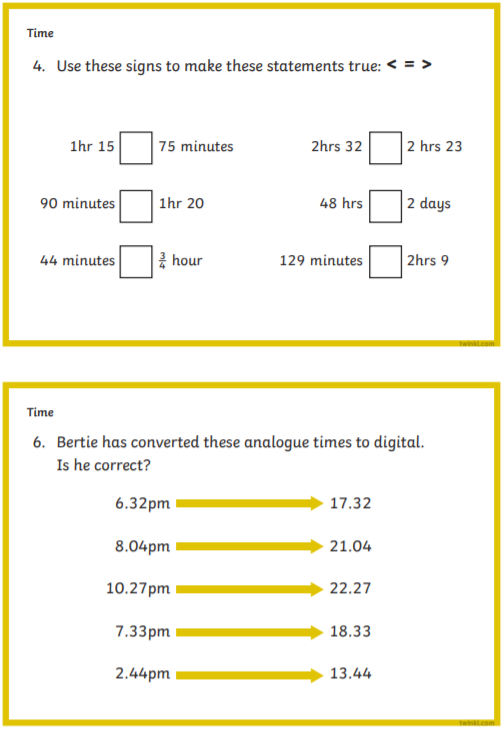 Time
4. Use these signs to make these statements true: < = >
1hr 15 75 minutes 2hrs 32 2 hrs 23
90 minutes 1hr 20 48 hrs 2 days
44 minutes 3/4 hour 129 minutes 2hrs 9
twinkl.com
Time
6. Bertie has converted these analogue times to digital.
Is he correct?
6.32pm 17.32
8.04pm 21.04
10.27pm 22.27
7.33pm 18.33
2.44pm 13.44
twinkl.com